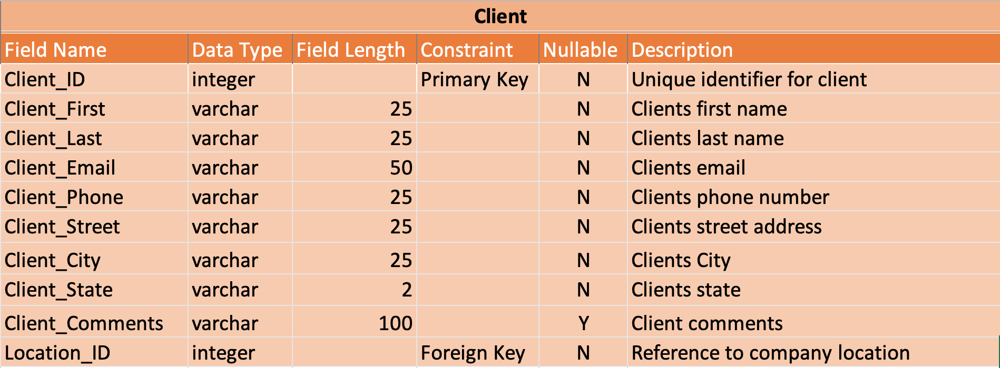 Client
Field Name Data Type Field Length Constraint Nullable Description
Client_ID integer Primary Key N Unique identifier for client
Client_First varchar 25 N Clients first name
Client_Last varchar 25 N Clients last name
Client_Email varchar 50 N Clients email
Client_Phone varchar 25 N Clients phone number
Client_Street varchar 25 N Clients street address
Client_City varchar 25 N Clients City
Client_State varchar 2 N Clients state
Client_Comments varchar 100 Y Client comments
Location_ID integer Foreign Key N Reference to company location